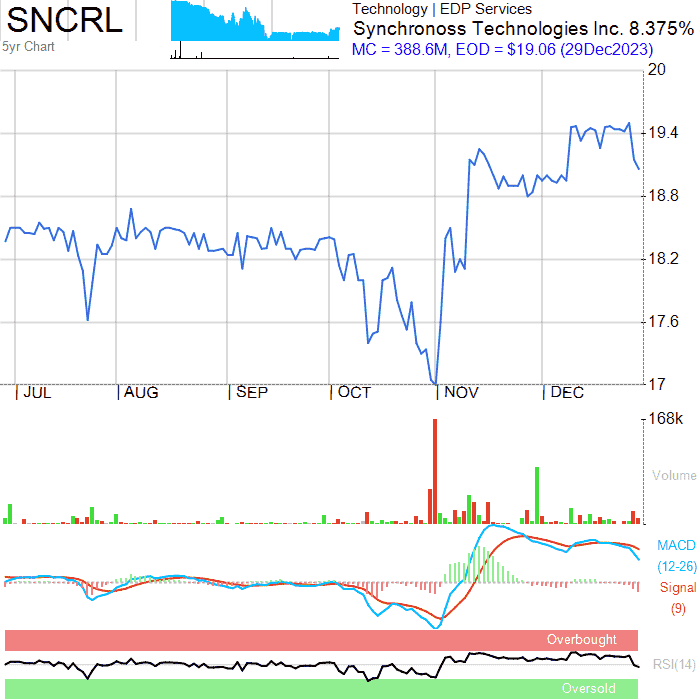 SNCRL
5yr Chart
Technology | EDP Services
Synchronoss Technologies Inc. 8.375%
MC = 388.6M, EOD = $19.06 (29Dec2023)
20
19.4
18.8
18.2
17.6
17
JUL
AUG
SEP
OCT
NOV
DEC
168k
Volume
MACD
(12-26)
Signal
(9)
Overbought
RSI(14)
Oversold